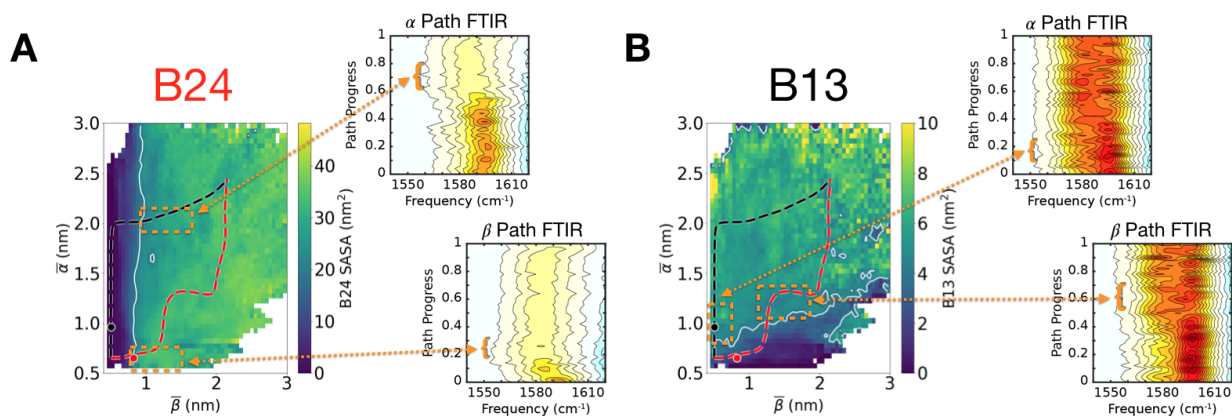 A
B24
3.0
2.5
2.0
1.5
1.0
0.5
ᾱ (nm)
1
2
3
β̄ (nm)
40
30
20
10
0
B24 SASA (nm²)
α Path FTIR
1
0.8
0.6
0.4
0.2
0
Path Progress
1550
1580
1610
Frequency (cm⁻¹)
β Path FTIR
1
0.8
0.6
0.4
0.2
0
Path Progress
1550
1580
1610
Frequency (cm⁻¹)
B
B13
3.0
2.5
2.0
1.5
1.0
0.5
ᾱ (nm)
1
2
3
β̄ (nm)
10
8
6
4
2
0
B13 SASA (nm²)
α Path FTIR
1
0.8
0.6
0.4
0.2
0
Path Progress
1550
1580
1610
Frequency (cm⁻¹)
β Path FTIR
1
0.8
0.6
0.4
0.2
0
Path Progress
1550
1580
1610
Frequency (cm⁻¹)